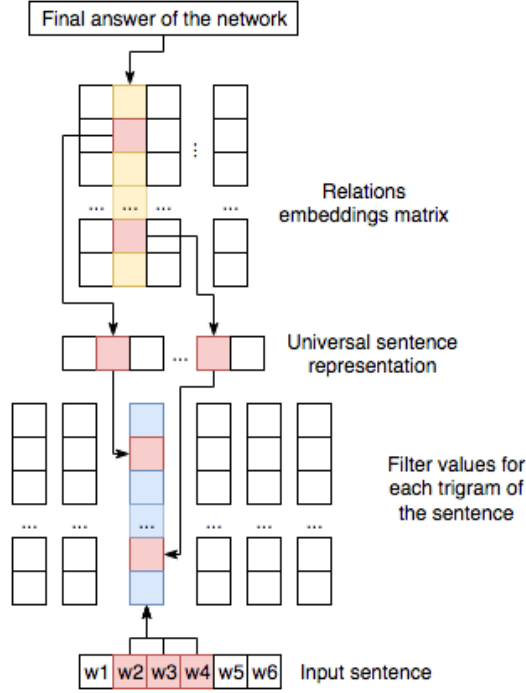 Final answer of the network
...
... ... ... ...
Relations
embeddings matrix
...
Universal sentence
representation
Filter values for
each trigram of
the sentence
... ... ... ... ... ...
w1 w2 w3 w4 w5 w6
Input sentence